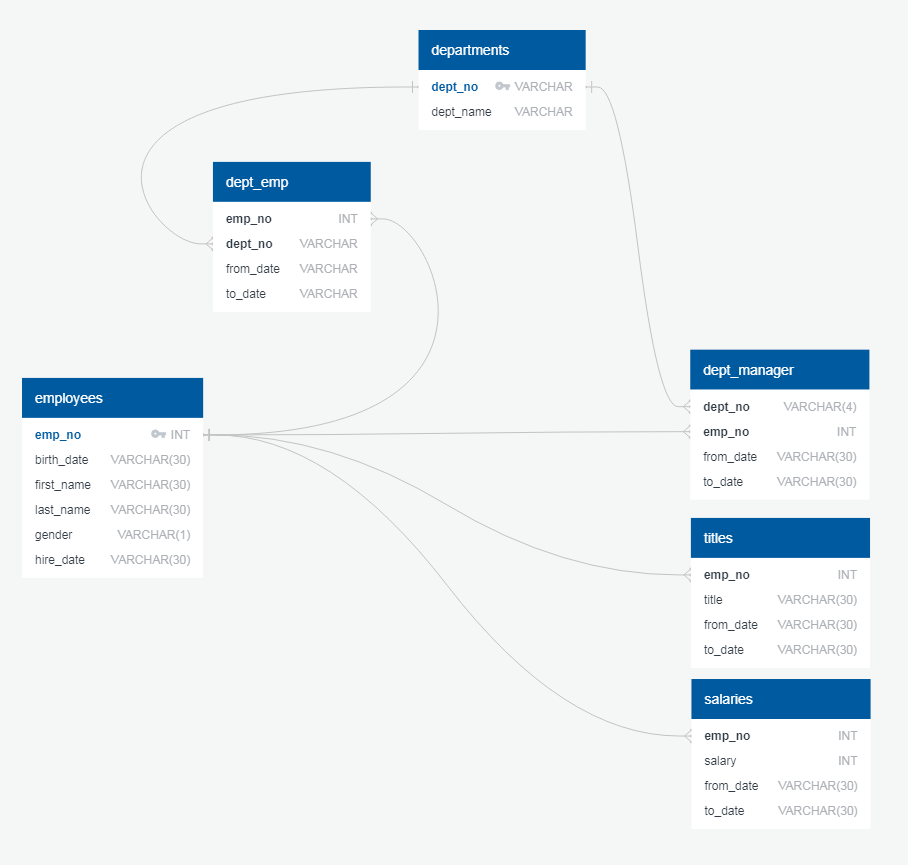 departments
dept_no VARCHAR
dept_name VARCHAR
dept_emp
emp_no INT
dept_no VARCHAR
from_date VARCHAR
to_date VARCHAR
employees
emp_no INT
birth_date VARCHAR(30)
first_name VARCHAR(30)
last_name VARCHAR(30)
gender VARCHAR(1)
hire_date VARCHAR(30)
dept_manager
dept_no VARCHAR(4)
emp_no INT
from_date VARCHAR(30)
to_date VARCHAR(30)
titles
emp_no INT
title VARCHAR(30)
from_date VARCHAR(30)
to_date VARCHAR(30)
salaries
emp_no INT
salary INT
from_date VARCHAR(30)
to_date VARCHAR(30)